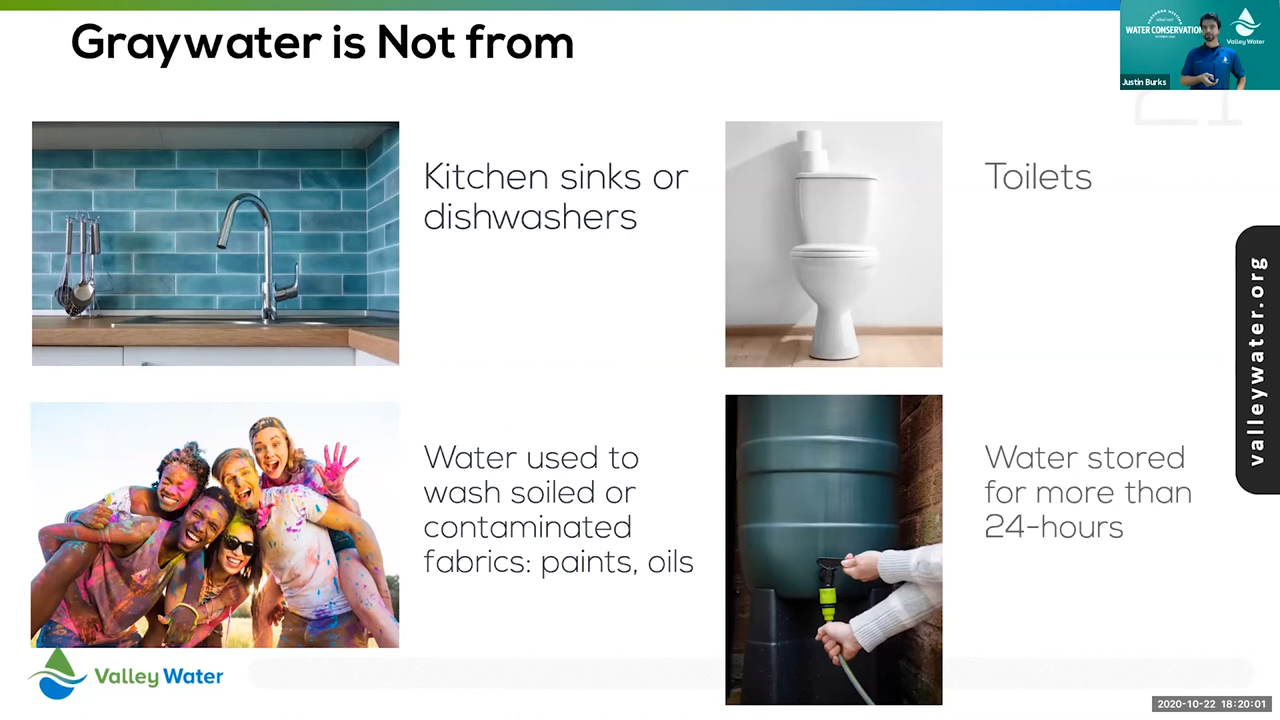 Graywater is Not from
WATER CONSERVATION
Valley Water
Justin Burks
Kitchen sinks or
dishwashers
Toilets
valleywater.org
Water used to
wash soiled or
contaminated
fabrics: paints, oils
Water stored
for more than
24-hours
Valley Water
2020-10-22 18:20:01